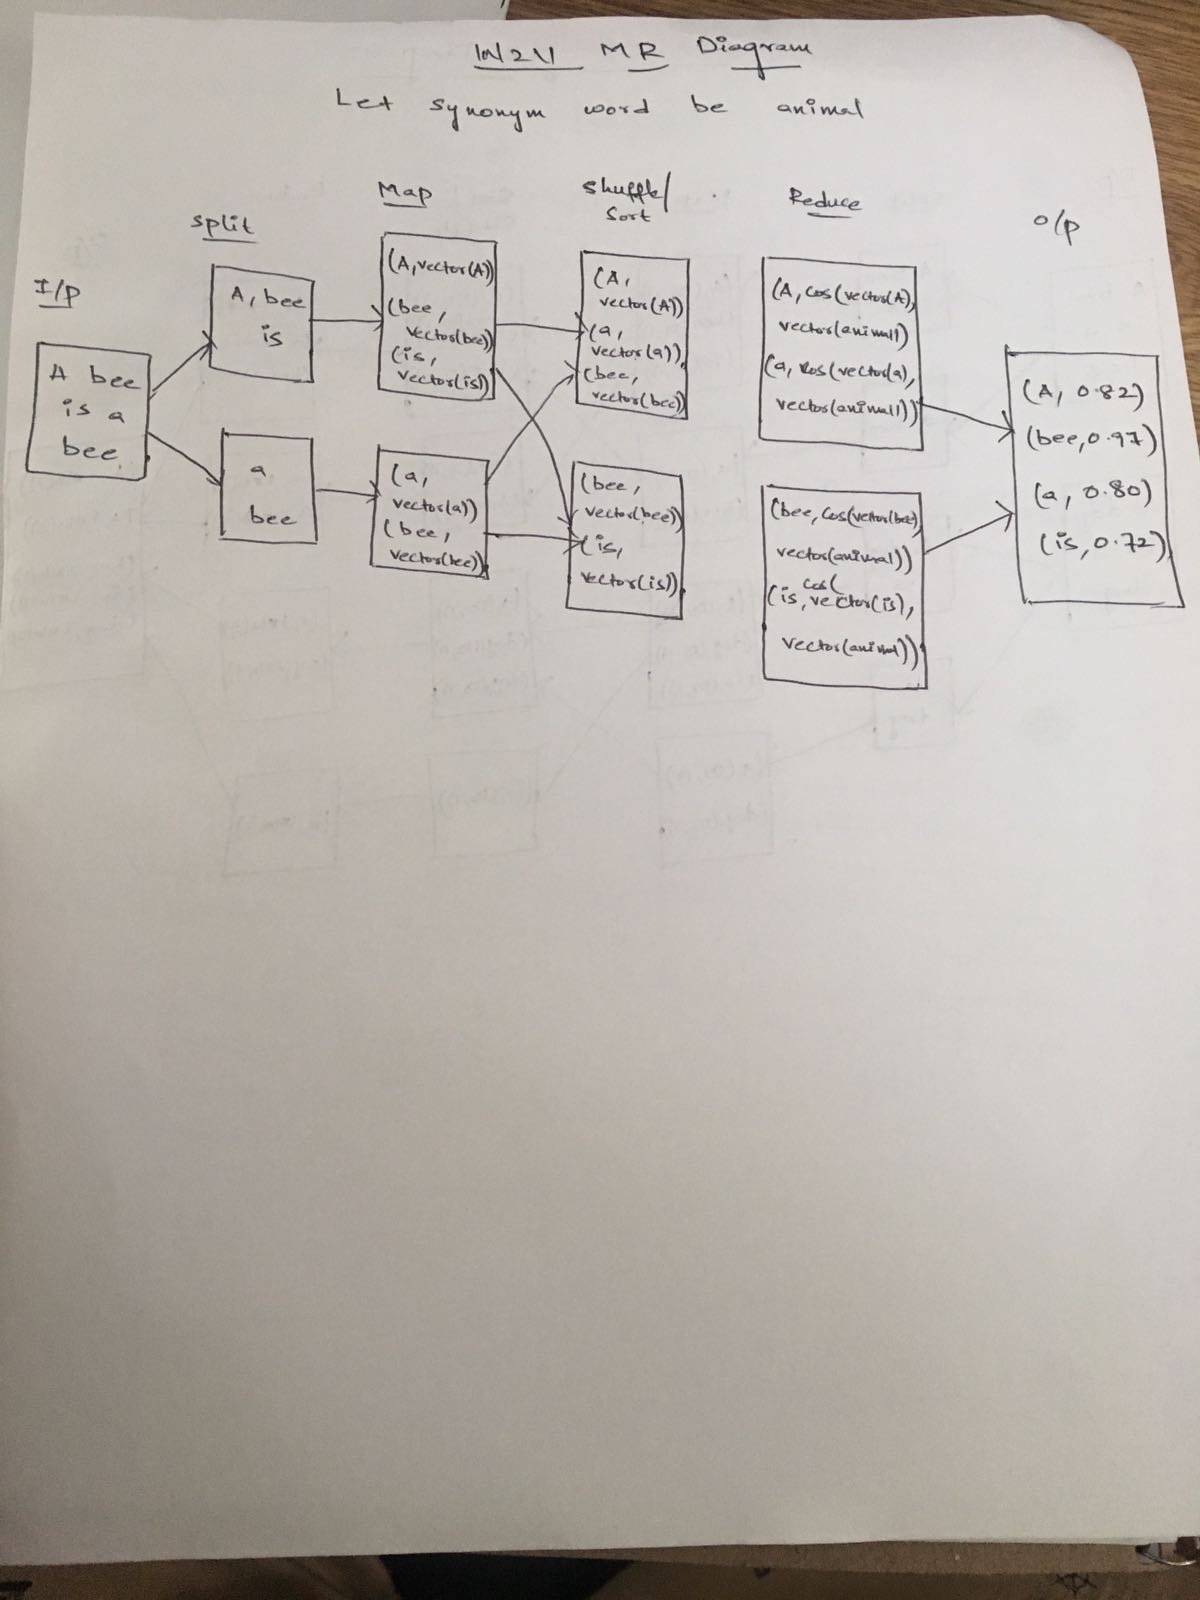 W2V MR Diagram
Let synonym word be animal
I/p
A bee
is a
bee
split
A, bee
is
a
bee
Map
(A, vector(A))
(bee,
vector(bee))
(is,
vector(is))
(a,
vector(a))
(bee,
vector(bee))
shuffle/
Sort
(A,
vector(A))
(a,
vector(a))
(bee,
vector(bee))
(bee,
vector(bee))
(is,
vector(is))
Reduce
(A, cos(vector(A),
vector(animal))
(a, cos(vector(a),
vector(animal))
(bee, cos(vector(bee),
vector(animal))
cos(
(is, vector(is),
vector(animal))
o/p
(A, 0.82)
(bee, 0.97)
(a, 0.80)
(is, 0.72)